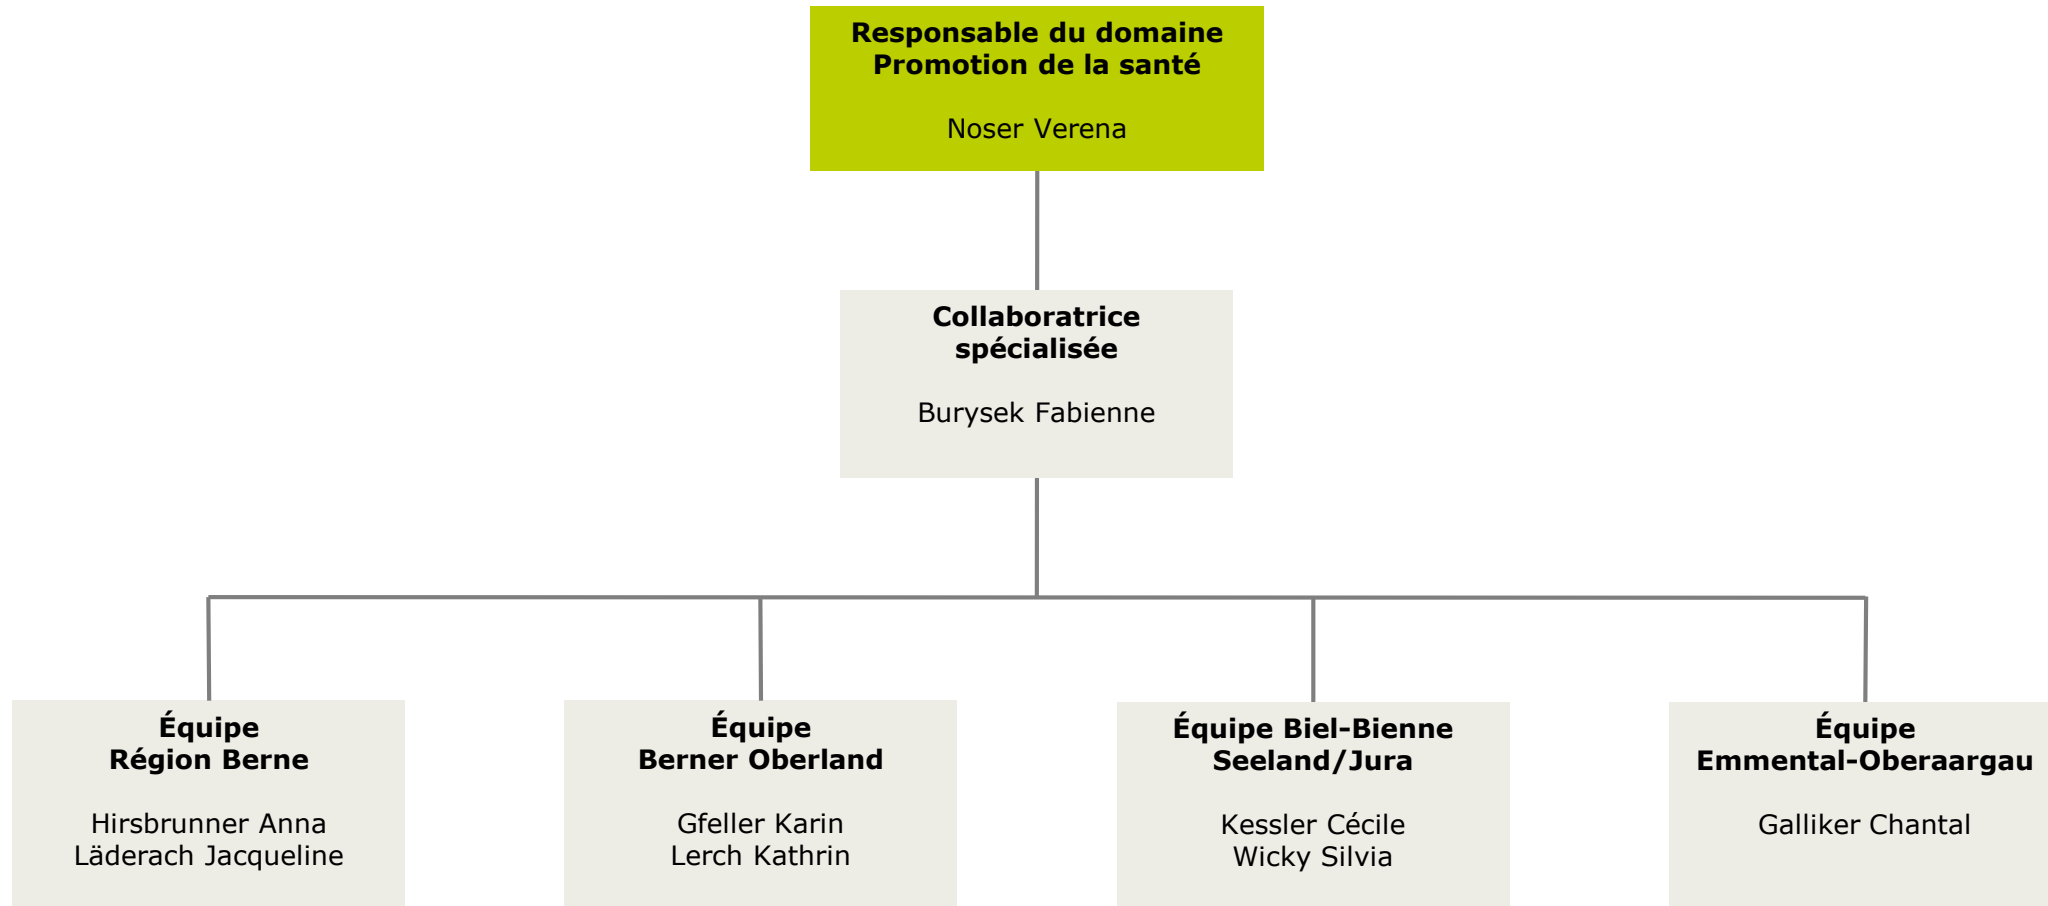 Responsable du domaine
Promotion de la santé
Noser Verena
Collaboratrice
spécialisée
Burysek Fabienne
Équipe
Région Berne
Hirsbrunner Anna
Läderach Jacqueline
Équipe
Berner Oberland
Gfeller Karin
Lerch Kathrin
Équipe Biel-Bienne
Seeland/Jura
Kessler Cécile
Wicky Silvia
Équipe
Emmental-Oberaargau
Galliker Chantal